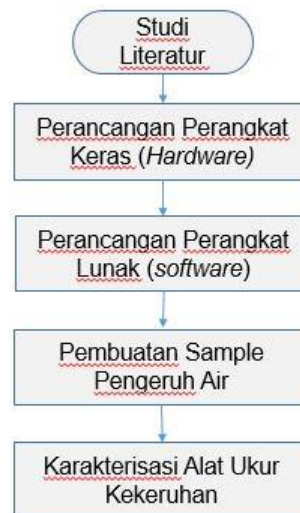 Studi
Literatur
Perancangan Perangkat
Keras (Hardware)
Perancangan Perangkat
Lunak (software)
Pembuatan Sample
Pengeruh Air
Karakterisasi Alat Ukur
Kekeruhan